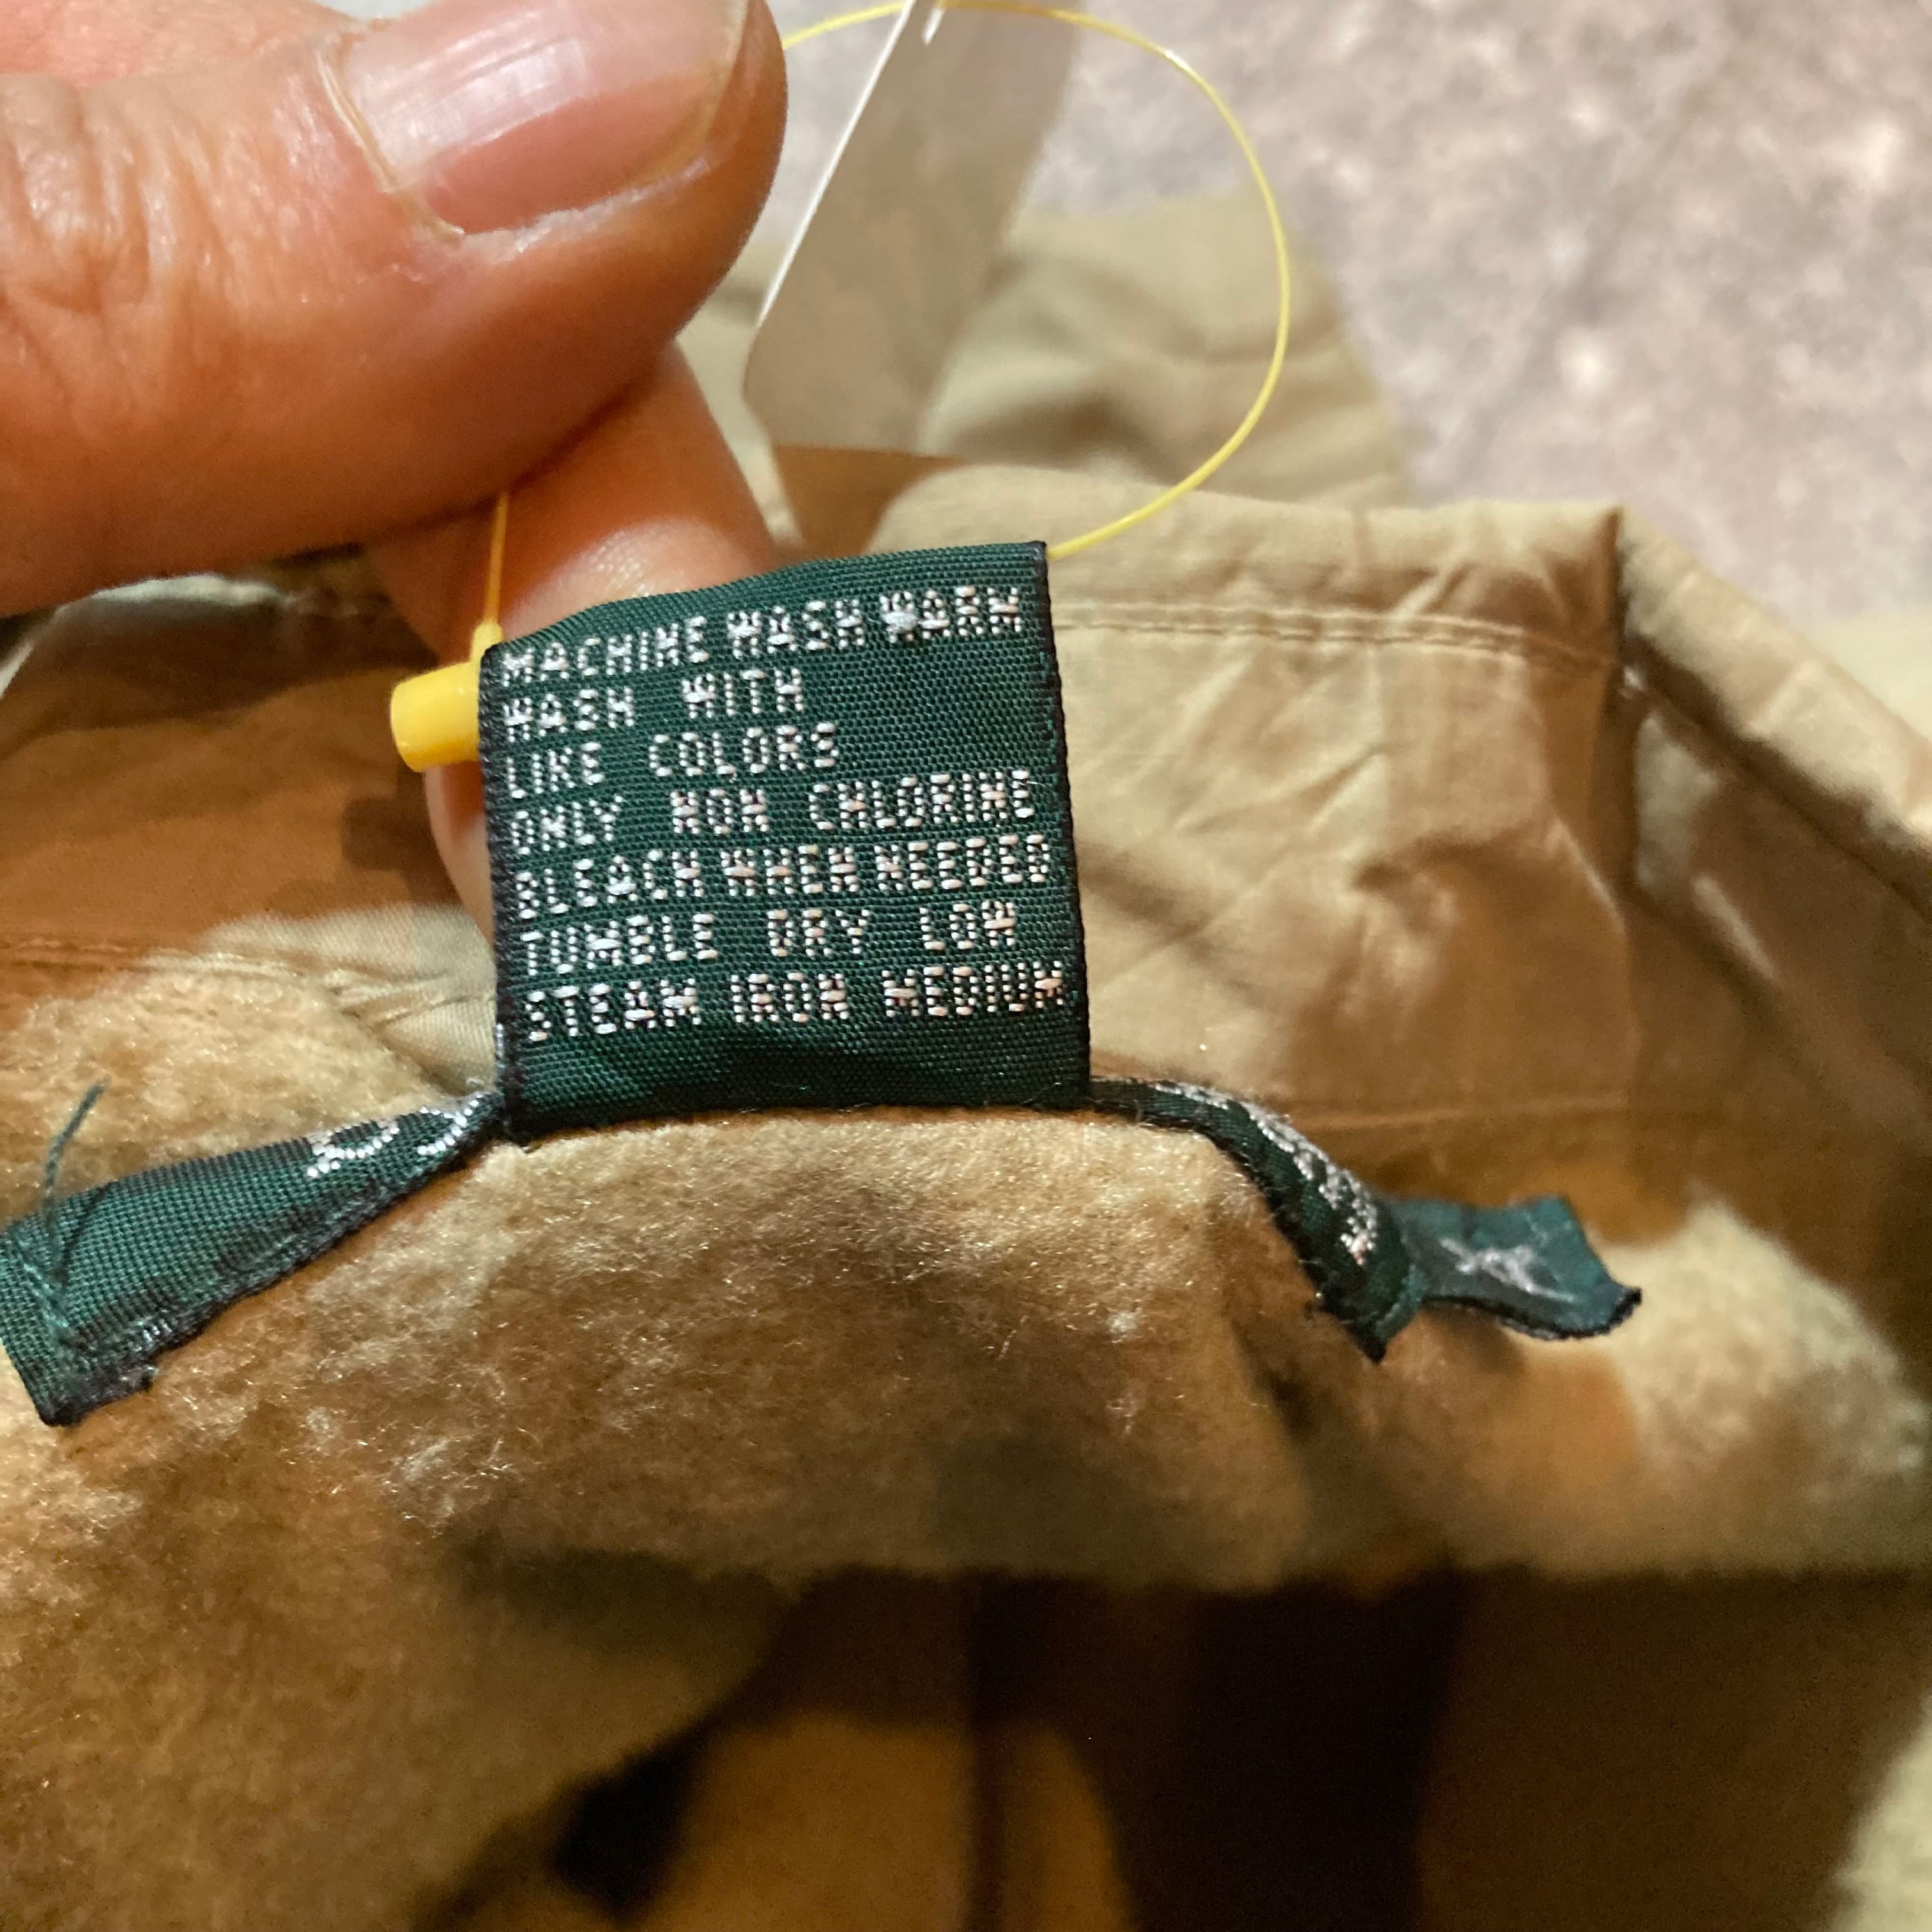 MACHINE WASH WARM
WASH WITH
LIKE COLORS
ONLY NON CHLORINE
BLEACH WHEN NEEDED
TUMBLE DRY LOW
STEAM IRON MEDIUM